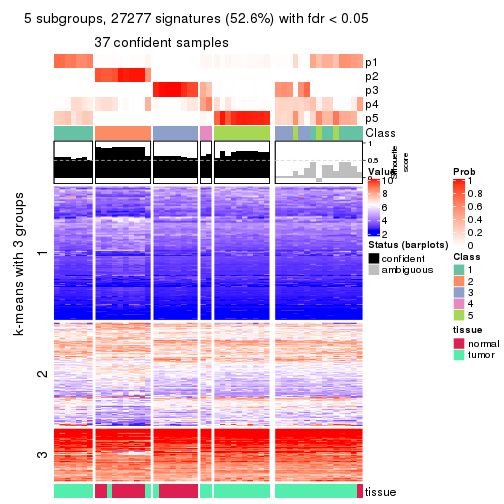 5 subgroups, 27277 signatures (52.6%) with fdr < 0.05
37 confident samples
p1
p2
p3
p4
p5
Class
1
0.5
0
Silhouette
score
k-means with 3 groups
1
2
3
tissue
Value
10
8
6
4
2
Status (barplots)
confident
ambiguous
Prob
1
0.8
0.6
0.4
0.2
0
Class
1
2
3
4
5
tissue
normal
tumor